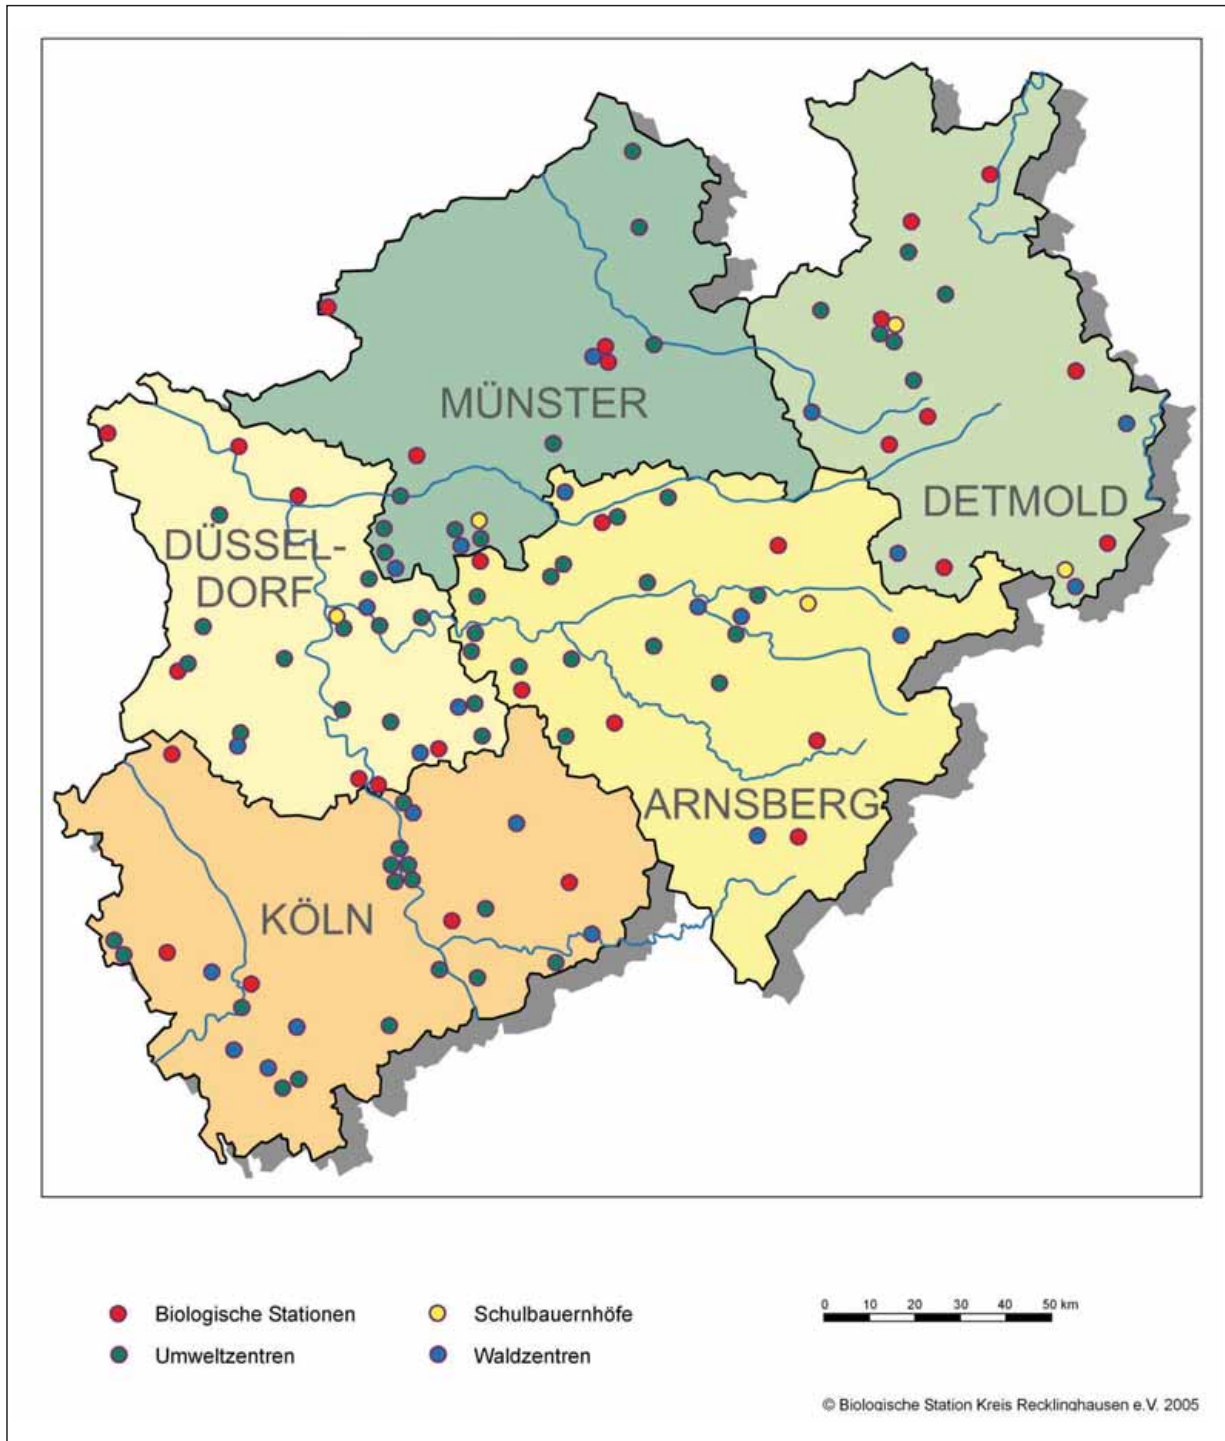 MÜNSTER
DETMOLD
DÜSSEL-
DORF
ARNSBERG
KÖLN
Biologische Stationen
Schulbauernhöfe
Umweltzentren
Waldzentren
0 10 20 30 40 50 km
© Biologische Station Kreis Recklinghausen e.V. 2005